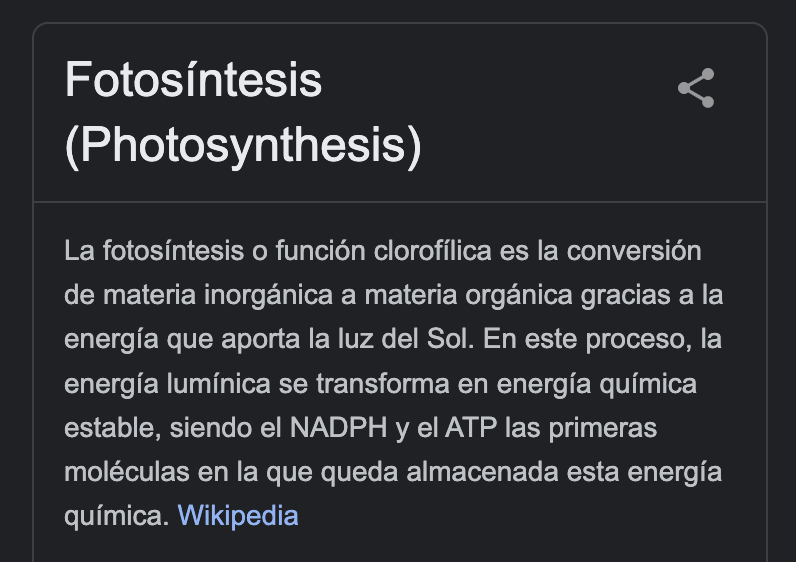 Fotosíntesis
(Photosynthesis)
La fotosíntesis o función clorofílica es la conversión
de materia inorgánica a materia orgánica gracias a la
energía que aporta la luz del Sol. En este proceso, la
energía lumínica se transforma en energía química
estable, siendo el NADPH y el ATP las primeras
moléculas en la que queda almacenada esta energía
química. Wikipedia